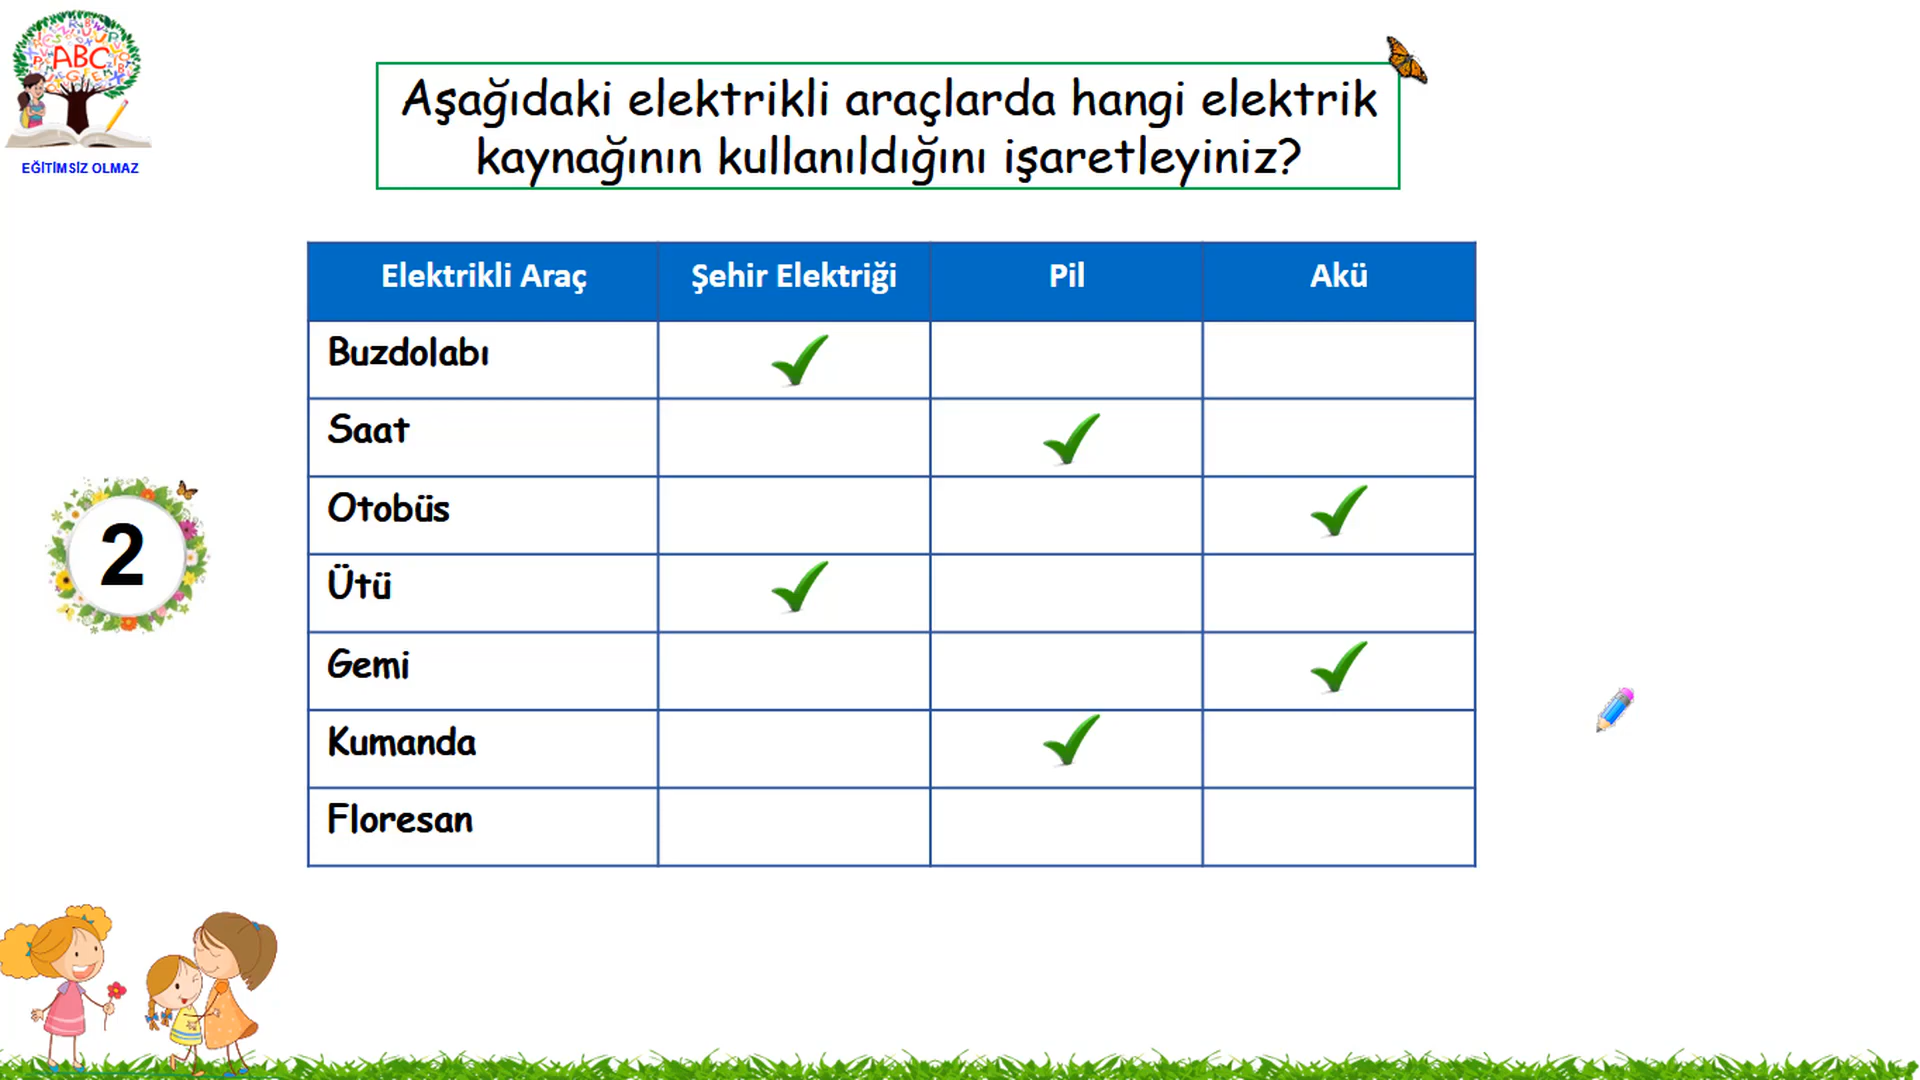 ABC
EĞİTİMSİZ OLMAZ
Aşağıdaki elektrikli araçlarda hangi elektrik
kaynağının kullanıldığını işaretleyiniz?
Elektrikli Araç Şehir Elektriği Pil Akü
Buzdolabı
Saat
Otobüs
Ütü
Gemi
Kumanda
Floresan
2